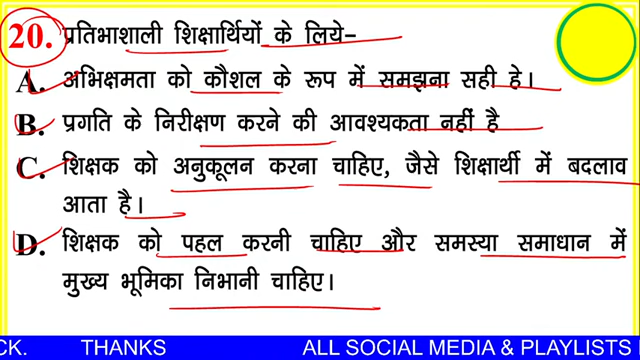 20. प्रतिभाशाली शिक्षार्थियों के लिये-
A. अभिक्षमता को कौशल के रूप में समझना सही हे।
B. प्रगति के निरीक्षण करने की आवश्यकता नहीं है
C. शिक्षक को अनुकूलन करना चाहिए, जैसे शिक्षार्थी में बदलाव
आता है।
D. शिक्षक को पहल करनी चाहिए और समस्या समाधान में
मुख्य भूमिका निभानी चाहिए।
CK. THANKS ALL SOCIAL MEDIA & PLAYLISTS